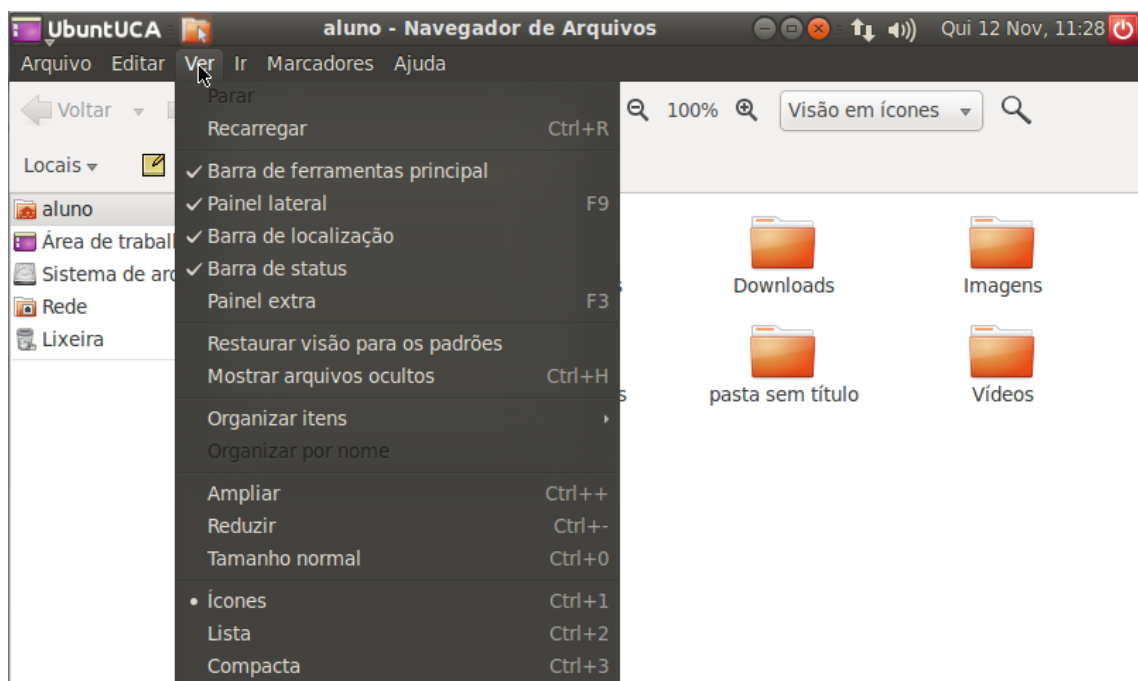 UbuntUCA aluno - Navegador de Arquivos Qui 12 Nov, 11:28
Arquivo Editar Ver Ir Marcadores Ajuda
Voltar 100% Visão em ícones
Locais
aluno
Área de trabal
Sistema de arq
Rede
Lixeira
Parar
Recarregar Ctrl+R
Barra de ferramentas principal
Painel lateral F9
Barra de localização
Barra de status
Painel extra F3
Restaurar visão para os padrões
Mostrar arquivos ocultos Ctrl+H
Organizar itens
Organizar por nome
Ampliar Ctrl++
Reduzir Ctrl+-
Tamanho normal Ctrl+0
Ícones Ctrl+1
Lista Ctrl+2
Compacta Ctrl+3
Downloads Imagens
pasta sem título Vídeos